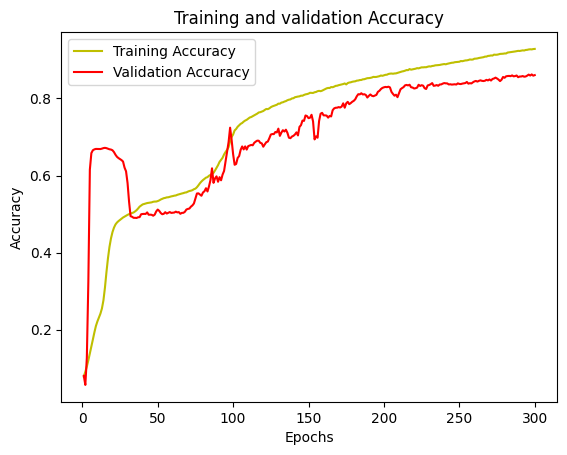 Training and validation Accuracy
Training Accuracy
Validation Accuracy
Accuracy
0.8
0.6
0.4
0.2
0 50 100 150 200 250 300
Epochs